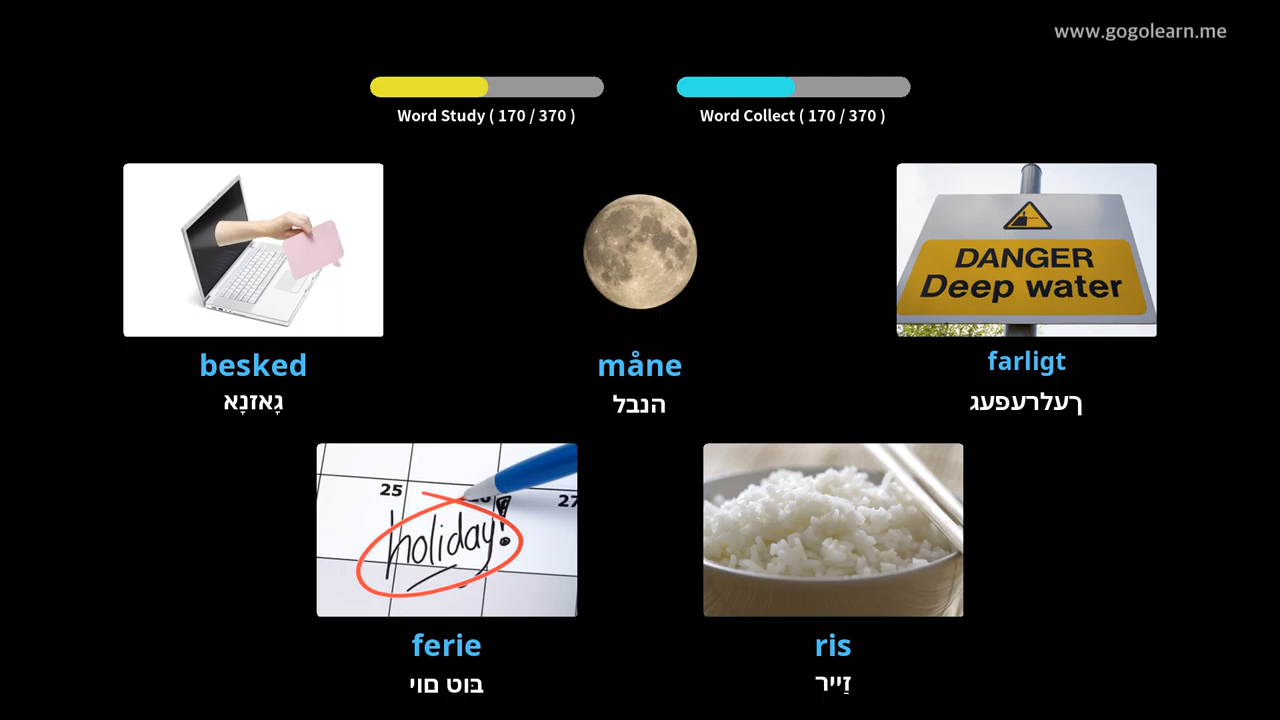 www.gogolearn.me
Word Study ( 170 / 370 )
Word Collect ( 170 / 370 )
besked
גָאזנָא
måne
הנבל
farligt
ךעלרעפעג
DANGER
Deep water
25
27
holiday!
ferie
בוט םוי
ris
זַייר